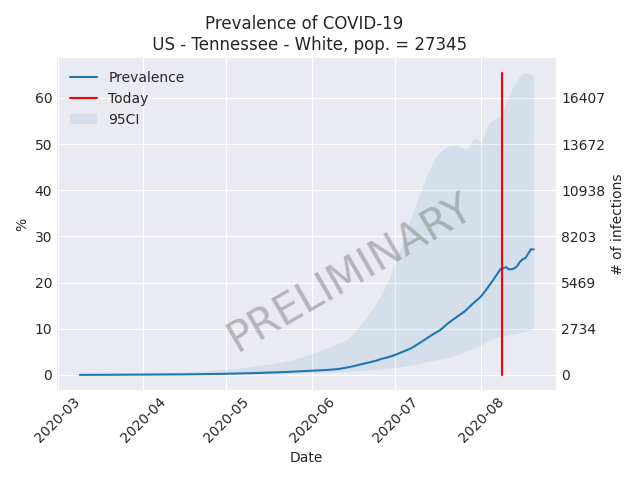 Prevalence of COVID-19
US - Tennessee - White, pop. = 27345
Prevalence
Today
95CI
60
50
40
30
20
10
0
%
16407
13672
10938
8203
5469
2734
0
# of infections
PRELIMINARY
2020-03
2020-04
2020-05
2020-06
2020-07
2020-08
Date